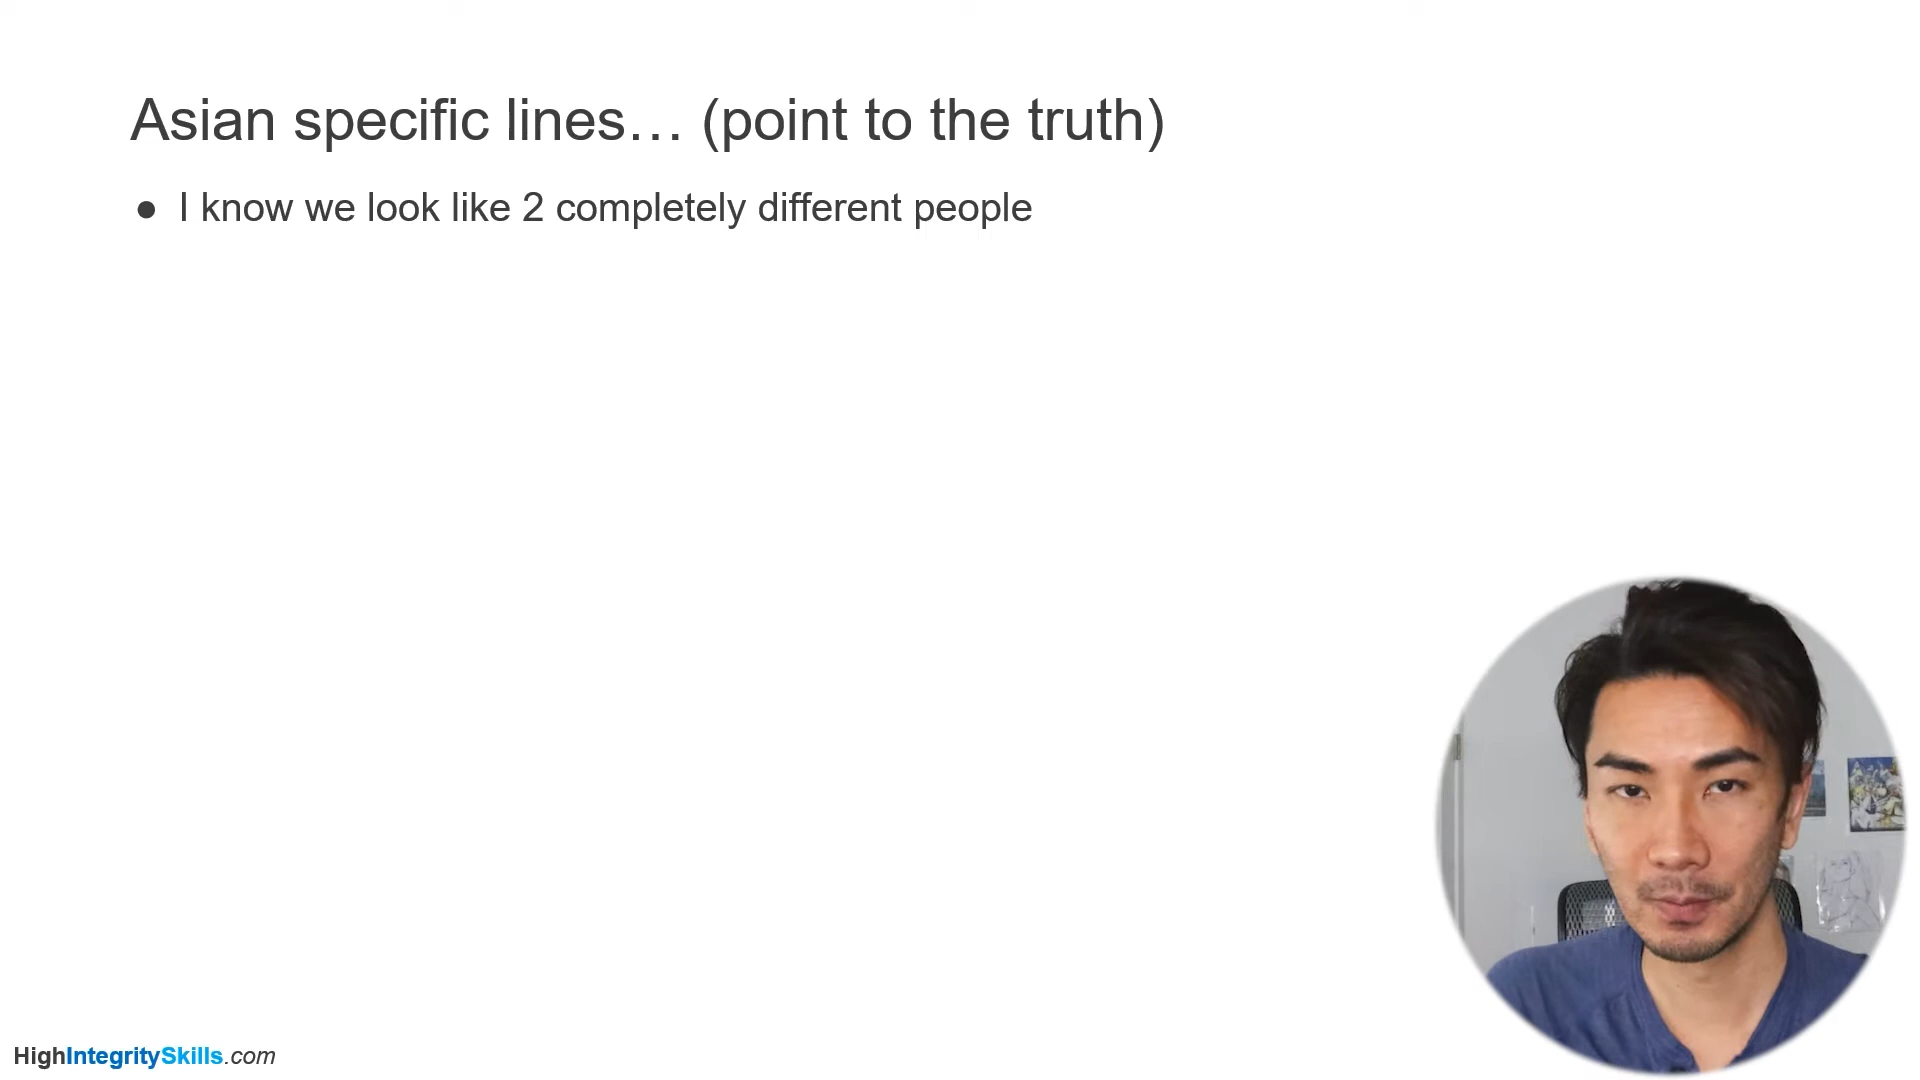 Asian specific lines… (point to the truth)
● I know we look like 2 completely different people
HighIntegritySkills.com